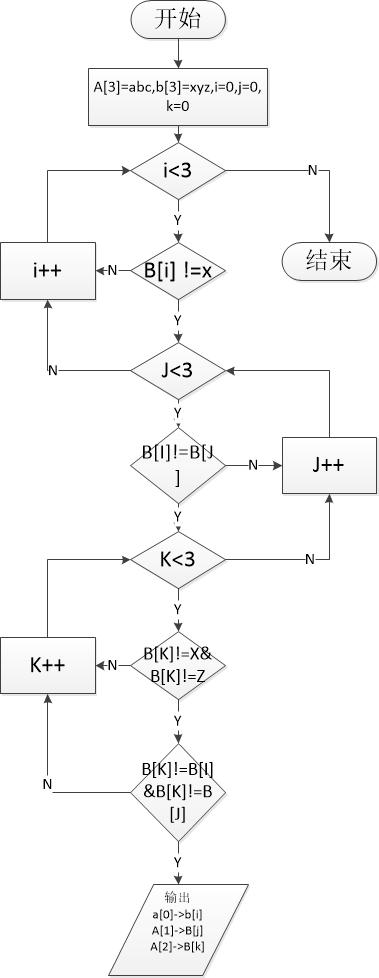 开始
A[3]=abc,b[3]=xyz,i=0,j=0,
k=0
i<3
N
Y
结束
i++
N
B[i] !=x
Y
N
J<3
Y
B[I]!=B[J
]
N
J++
Y
K<3
N
Y
K++
N
B[K]!=X&
B[K]!=Z
Y
N
B[K]!=B[I]
&B[K]!=B
[J]
Y
输出
a[0]->b[i]
A[1]->B[j]
A[2]->B[k]